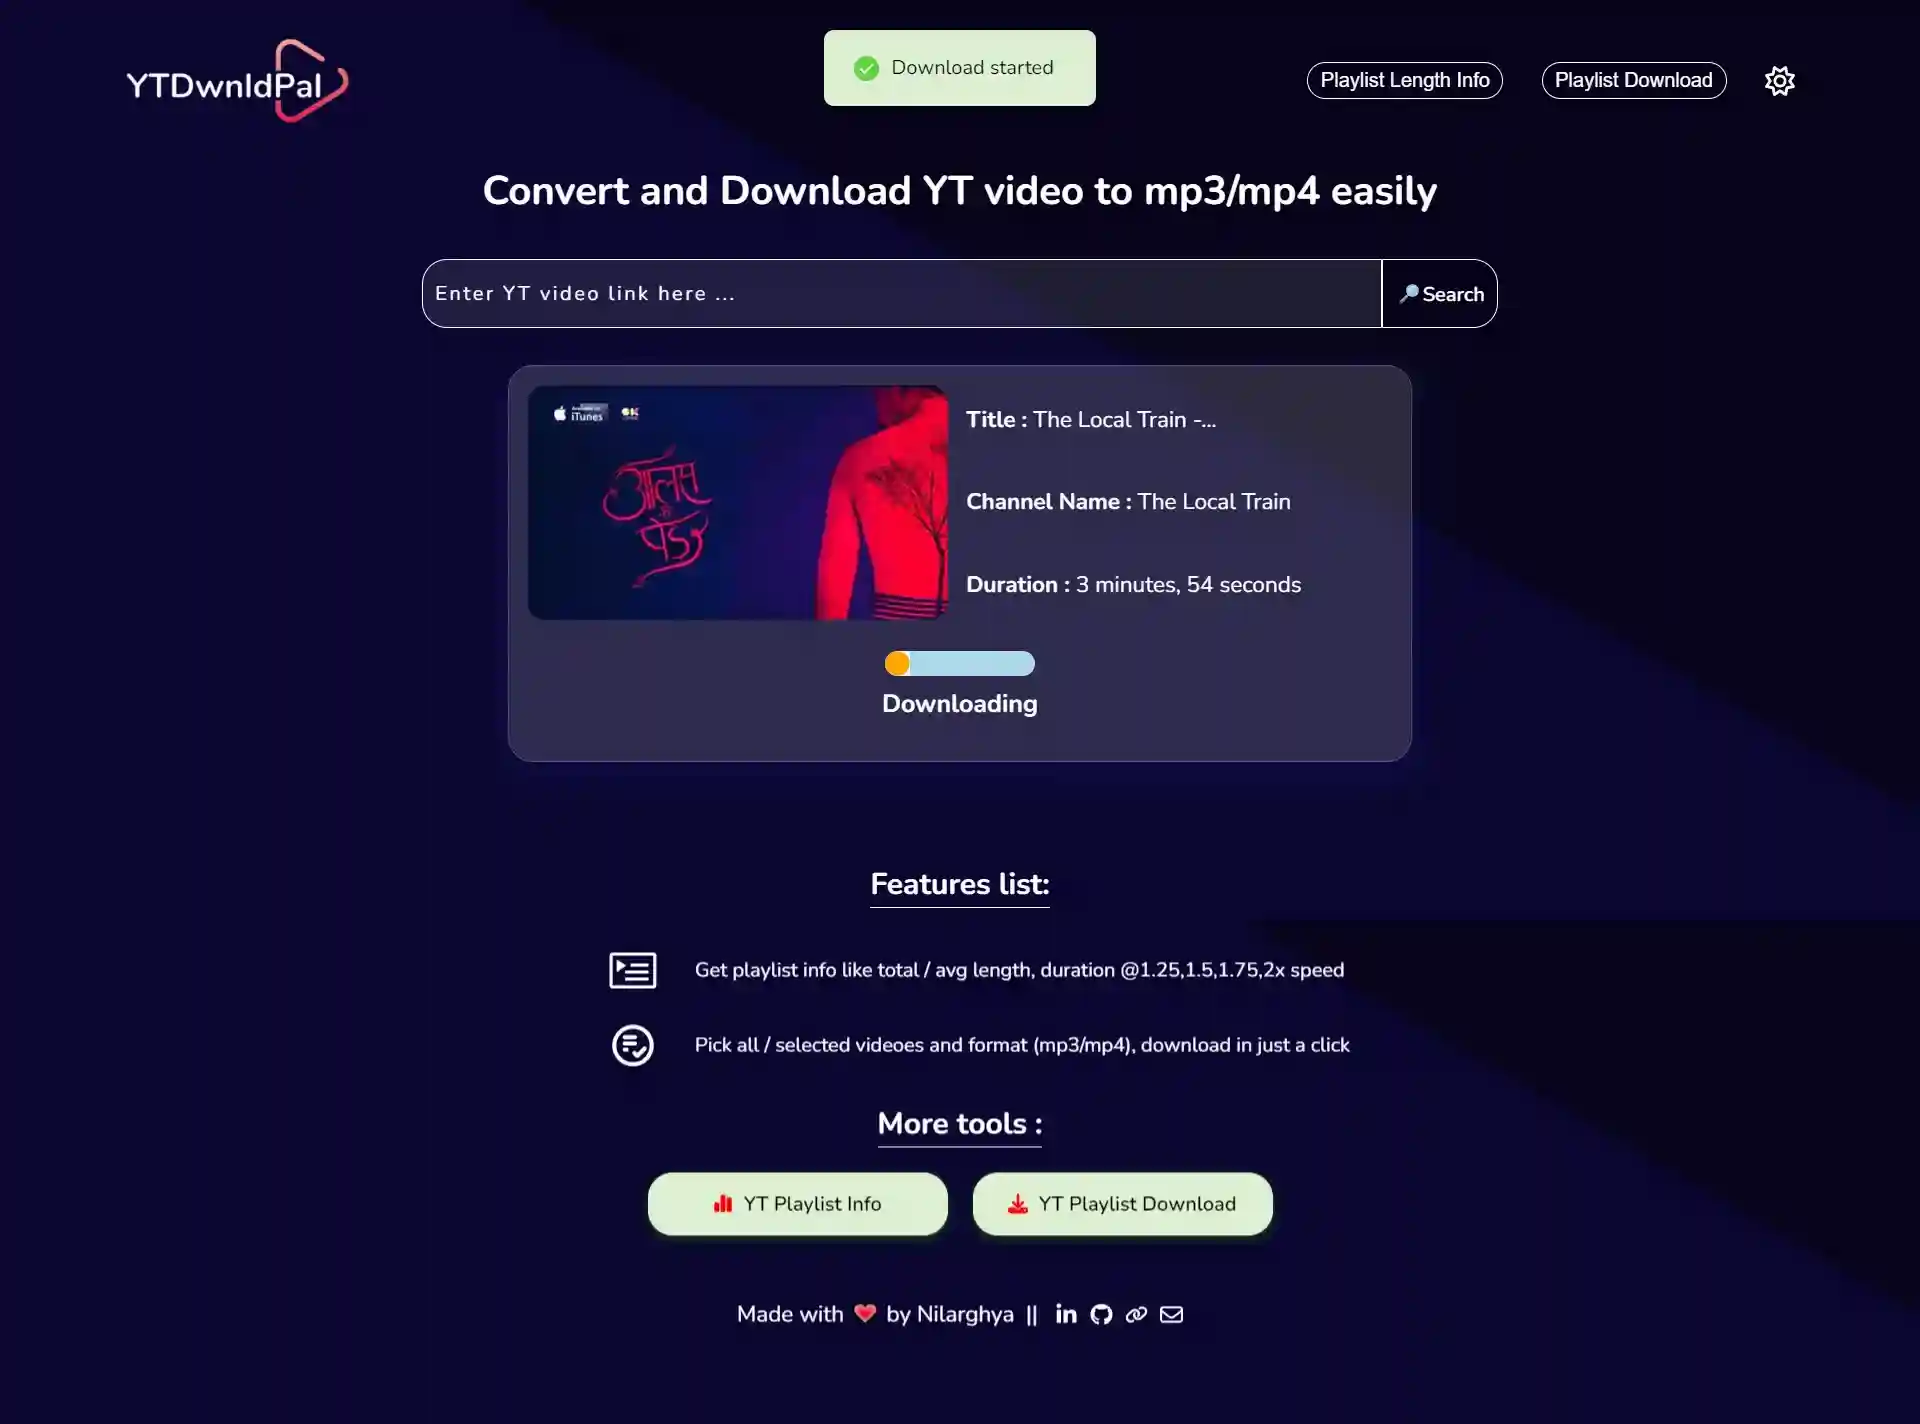 YTDwnldPal
Download started
Playlist Length Info
Playlist Download
Convert and Download YT video to mp3/mp4 easily
Enter YT video link here ...
Search
iTunes
आलस
का
पेड़
Title : The Local Train -...
Channel Name : The Local Train
Duration : 3 minutes, 54 seconds
Downloading
Features list:
Get playlist info like total / avg length, duration @1.25,1.5,1.75,2x speed
Pick all / selected videoes and format (mp3/mp4), download in just a click
More tools :
YT Playlist Info
YT Playlist Download
Made with ❤️ by Nilarghya ||